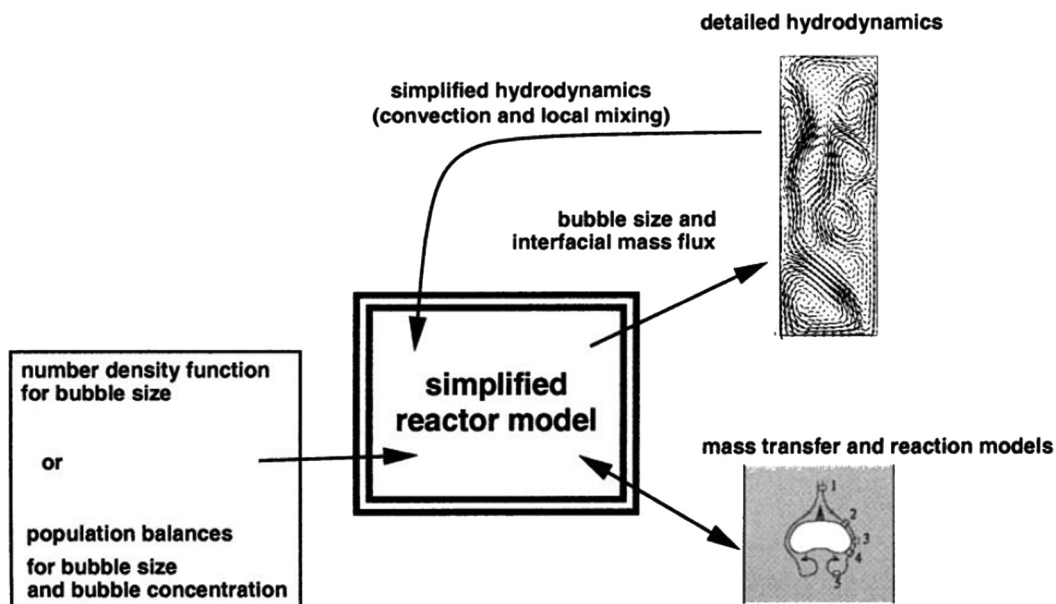 detailed hydrodynamics
simplified hydrodynamics
(convection and local mixing)
bubble size and
interfacial mass flux
number density function
for bubble size
or
population balances
for bubble size
and bubble concentration
simplified
reactor model
mass transfer and reaction models
1
2
3
4
5